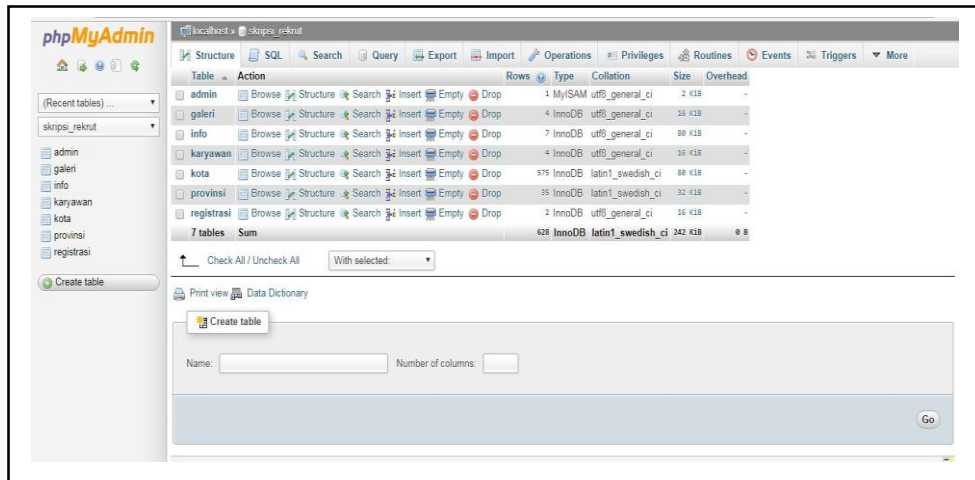 phpMyAdmin
(Recent tables) ...
skripsi_rekrut
admin
galeri
info
karyawan
kota
provinsi
registrasi
Create table
localhost » skripsi_rekrut
Structure SQL Search Query Export Import Operations Privileges Routines Events Triggers More
Table Action Rows Type Collation Size Overhead
admin Browse Structure Search Insert Empty Drop 1 MyISAM utf8_general_ci 2 KiB -
galeri Browse Structure Search Insert Empty Drop 4 InnoDB utf8_general_ci 16 KiB -
info Browse Structure Search Insert Empty Drop 7 InnoDB utf8_general_ci 80 KiB -
karyawan Browse Structure Search Insert Empty Drop 4 InnoDB utf8_general_ci 16 KiB -
kota Browse Structure Search Insert Empty Drop 575 InnoDB latin1_swedish_ci 80 KiB -
provinsi Browse Structure Search Insert Empty Drop 35 InnoDB latin1_swedish_ci 32 KiB -
registrasi Browse Structure Search Insert Empty Drop 2 InnoDB utf8_general_ci 16 KiB -
7 tables Sum 628 InnoDB latin1_swedish_ci 242 KiB 0 B
Check All / Uncheck All With selected:
Print view Data Dictionary
Create table
Name: Number of columns:
Go